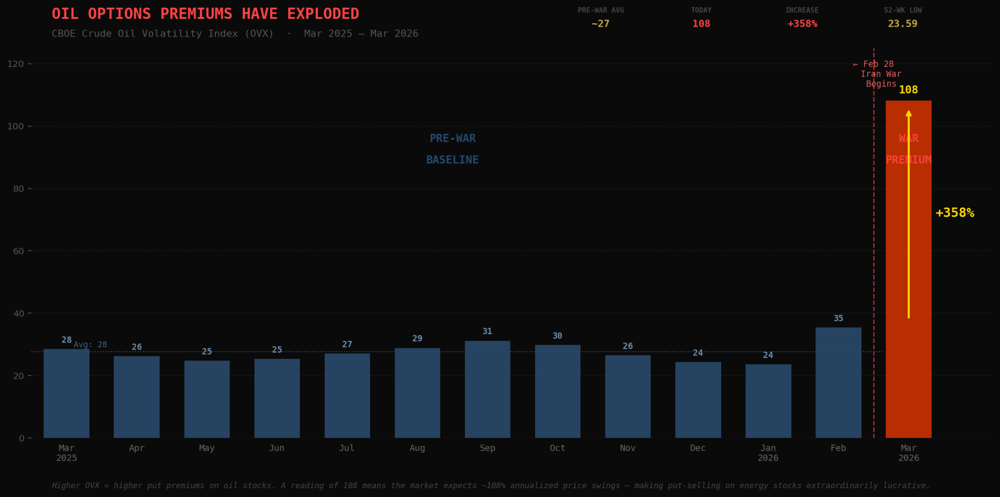 OIL OPTIONS PREMIUMS HAVE EXPLODED
CBOE Crude Oil Volatility Index (OVX) · Mar 2025 — Mar 2026
PRE-WAR AVG
~27
TODAY
108
INCREASE
+358%
52-WK LOW
23.59
120
100
80
60
40
20
0
← Feb 28
Iran War
Begins
108
PRE-WAR
BASELINE
WAR
PREMIUM
+358%
Avg: 28
28
26
25
25
27
29
31
30
26
24
24
35
Mar
2025
Apr
May
Jun
Jul
Aug
Sep
Oct
Nov
Dec
Jan
2026
Feb
Mar
2026
Higher OVX = higher put premiums on oil stocks. A reading of 108 means the market expects ~108% annualized price swings — making put-selling on energy stocks extraordinarily lucrative.